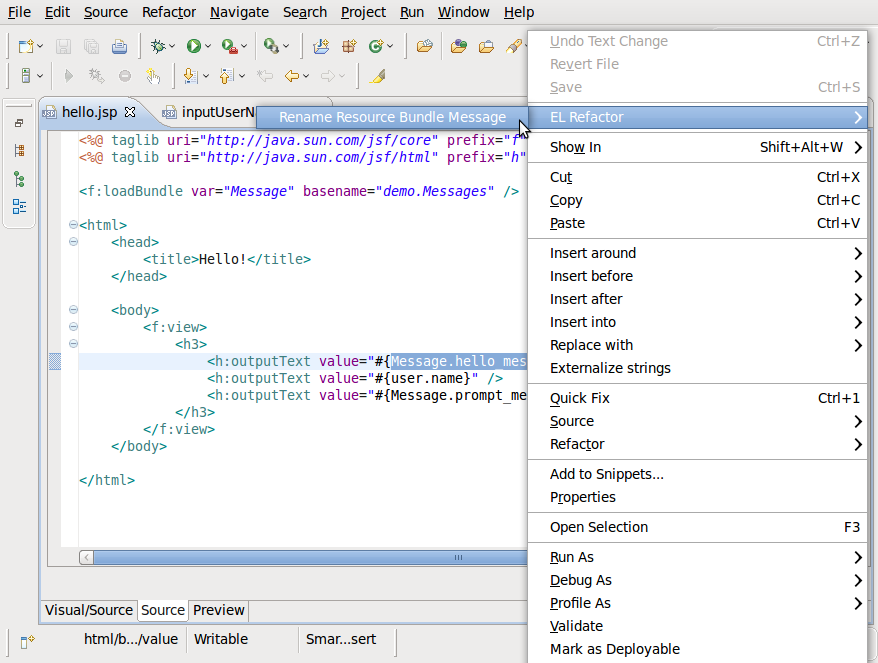 File Edit Source Refactor Navigate Search Project Run Window Help
Undo Text Change Ctrl+Z
Revert File
Save Ctrl+S
EL Refactor
Rename Resource Bundle Message
Show In Shift+Alt+W
Cut Ctrl+X
Copy Ctrl+C
Paste Ctrl+V
Insert around
Insert before
Insert after
Insert into
Replace with
Externalize strings
Quick Fix Ctrl+1
Source
Refactor
Add to Snippets...
Properties
Open Selection F3
Run As
Debug As
Profile As
Validate
Mark as Deployable
hello.jsp inputUserN
<%@ taglib uri="http://java.sun.com/jsf/core" prefix="f"
<%@ taglib uri="http://java.sun.com/jsf/html" prefix="h"
<f:loadBundle var="Message" basename="demo.Messages" />
<html>
<head>
<title>Hello!</title>
</head>
<body>
<f:view>
<h3>
<h:outputText value="#{Message.hello_mes
<h:outputText value="#{user.name}" />
<h:outputText value="#{Message.prompt_me
</h3>
</f:view>
</body>
</html>
Visual/Source Source Preview
html/b.../value Writable Smar...sert